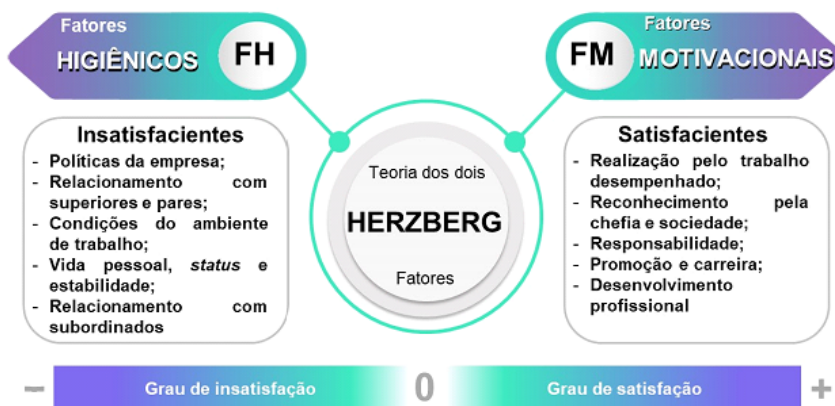 Fatores
HIGIÊNICOS
FH
Insatisfacientes
- Políticas da empresa;
- Relacionamento com
superiores e pares;
- Condições do ambiente
de trabalho;
- Vida pessoal, status e
estabilidade;
- Relacionamento com
subordinados
Teoria dos dois
HERZBERG
Fatores
FM
Fatores
MOTIVACIONAIS
Satisfacientes
- Realização pelo trabalho
desempenhado;
- Reconhecimento pela
chefia e sociedade;
- Responsabilidade;
- Promoção e carreira;
- Desenvolvimento
profissional
− Grau de insatisfação 0 Grau de satisfação +